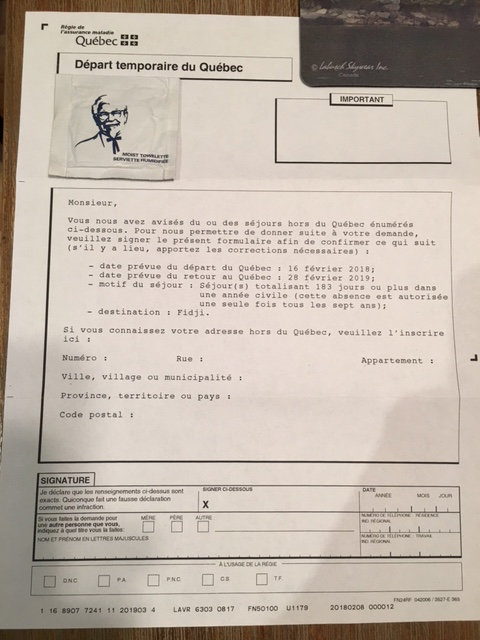 Régie de
l'assurance maladie
Québec
© Labatch Skywear Inc.
Canada
Départ temporaire du Québec
IMPORTANT
MOIST TOWELETTE
SERVIETTE HUMIDIFIÉE
Monsieur,
Vous nous avez avisés du ou des séjours hors du Québec énumérés
ci-dessous. Pour nous permettre de donner suite à votre demande,
veuillez signer le présent formulaire afin de confirmer ce qui suit
(s'il y a lieu, apportez les corrections nécessaires) :
- date prévue du départ du Québec : 16 février 2018;
- date prévue du retour au Québec : 28 février 2019;
- motif du séjour : Séjour(s) totalisant 183 jours ou plus dans
une année civile (cette absence est autorisée
une seule fois tous les sept ans);
- destination : Fidji.
Si vous connaissez votre adresse hors du Québec, veuillez l'inscrire
ici :
Numéro : Rue : Appartement :
Ville, village ou municipalité :
Province, territoire ou pays :
Code postal :
SIGNATURE
Je déclare que les renseignements ci-dessus sont
exacts. Quiconque fait une fausse déclaration
commet une infraction.
SIGNER CI-DESSOUS
X
DATE
ANNÉE MOIS JOUR
Si vous faites la demande pour
une autre personne que vous,
indiquez à quel titre vous la faites:
MÈRE PÈRE AUTRE
NUMÉRO DE TÉLÉPHONE RÉSIDENCE
IND. RÉGIONAL
NOM ET PRÉNOM EN LETTRES MAJUSCULES
NUMÉRO DE TÉLÉPHONE TRAVAIL
IND. RÉGIONAL
À L'USAGE DE LA RÉGIE
D.N.C. P.A. P.N.C. C.S. T.F.
FN24RF 042006 / 3527-E 365
1 16 8907 7241 11 201903 4 LAVR 6303 0817 FN50100 U1179 20180208 000012